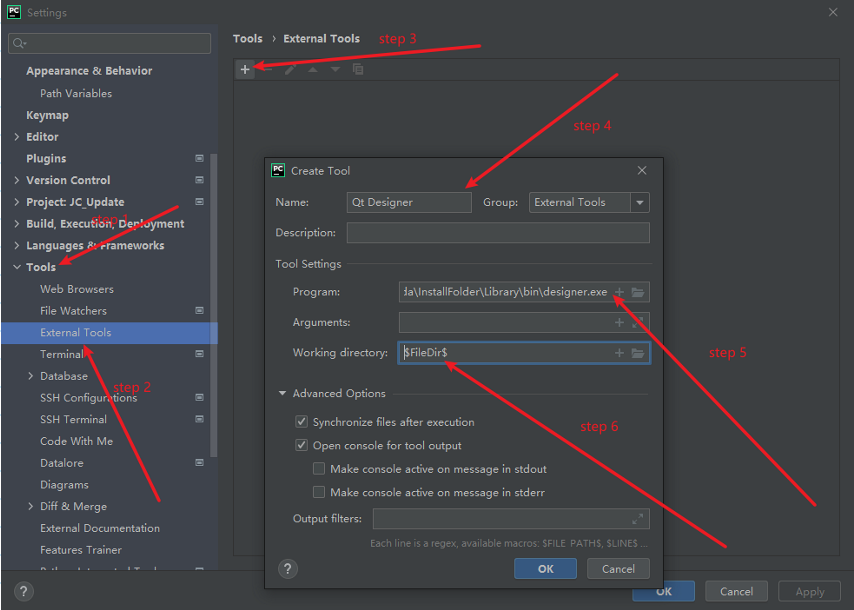 PC Settings
Tools › External Tools
step 3
Appearance & Behavior
Path Variables
Keymap
Editor
Plugins
Version Control
Project: JC_Update
step 1
Build, Execution, Deployment
Languages & Frameworks
Tools
Web Browsers
File Watchers
External Tools
Terminal
Database
step 2
SSH Configurations
SSH Terminal
Code With Me
Datalore
Diagrams
Diff & Merge
External Documentation
Features Trainer
step 4
PC Create Tool
Name: Qt Designer Group: External Tools
Description:
Tool Settings
Program: da\InstallFolder\Library\bin\designer.exe
Arguments:
Working directory: $FileDir$
step 5
Advanced Options
Synchronize files after execution
step 6
Open console for tool output
Make console active on message in stdout
Make console active on message in stderr
Output filters:
Each line is a regex, available macros: $FILE_PATH$, $LINE$ ...
? OK Cancel
? OK Cancel Apply